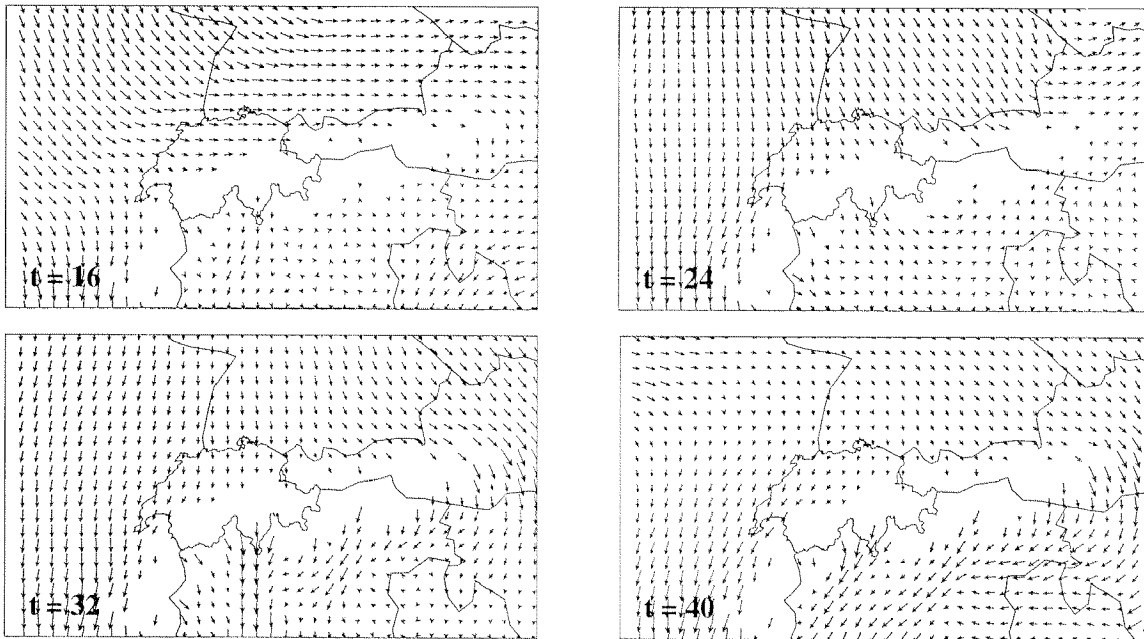 t = 16
t = 24
t = 32
t = 40